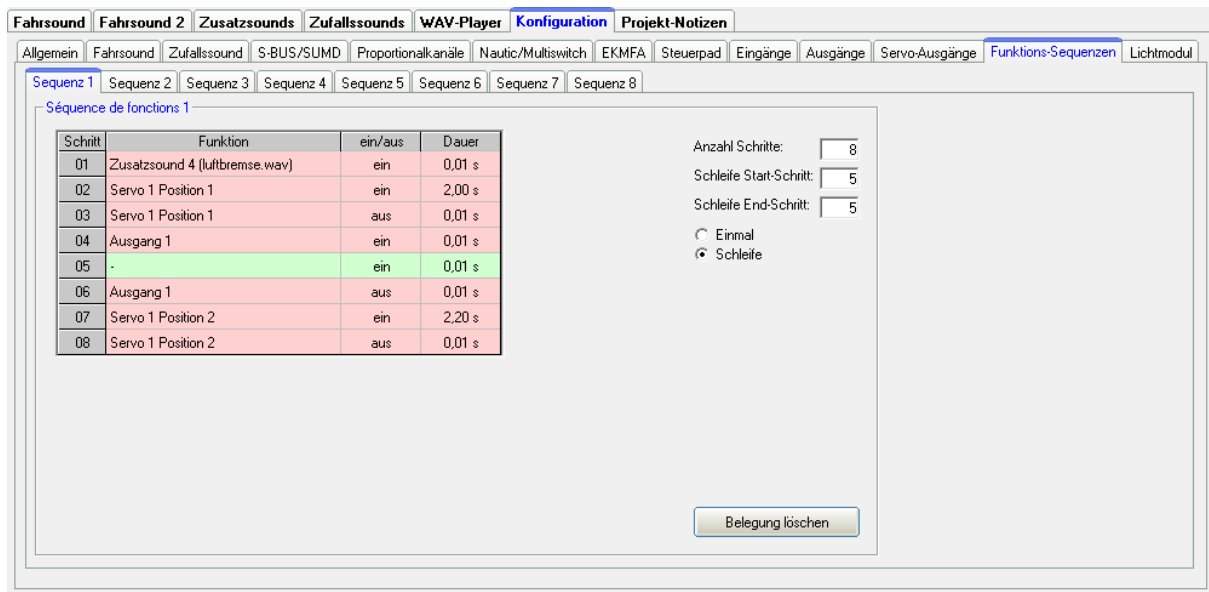 Fahrsound Fahrsound 2 Zusatzsounds Zufallssounds WAV-Player Konfiguration Projekt-Notizen
Allgemein Fahrsound Zufallssound S-BUS/SUMD Proportionalkanäle Nautic/Multiswitch EKMFA Steuerpad Eingänge Ausgänge Servo-Ausgänge Funktions-Sequenzen Lichtmodul
Sequenz 1 Sequenz 2 Sequenz 3 Sequenz 4 Sequenz 5 Sequenz 6 Sequenz 7 Sequenz 8
Séquence de fonctions 1
Schritt Funktion ein/aus Dauer
01 Zusatzsound 4 (luftbremse.wav) ein 0,01 s
02 Servo 1 Position 1 ein 2,00 s
03 Servo 1 Position 1 aus 0,01 s
04 Ausgang 1 ein 0,01 s
05 - ein 0,01 s
06 Ausgang 1 aus 0,01 s
07 Servo 1 Position 2 ein 2,20 s
08 Servo 1 Position 2 aus 0,01 s
Anzahl Schritte: 8
Schleife Start-Schritt: 5
Schleife End-Schritt: 5
Einmal
Schleife
Belegung löschen